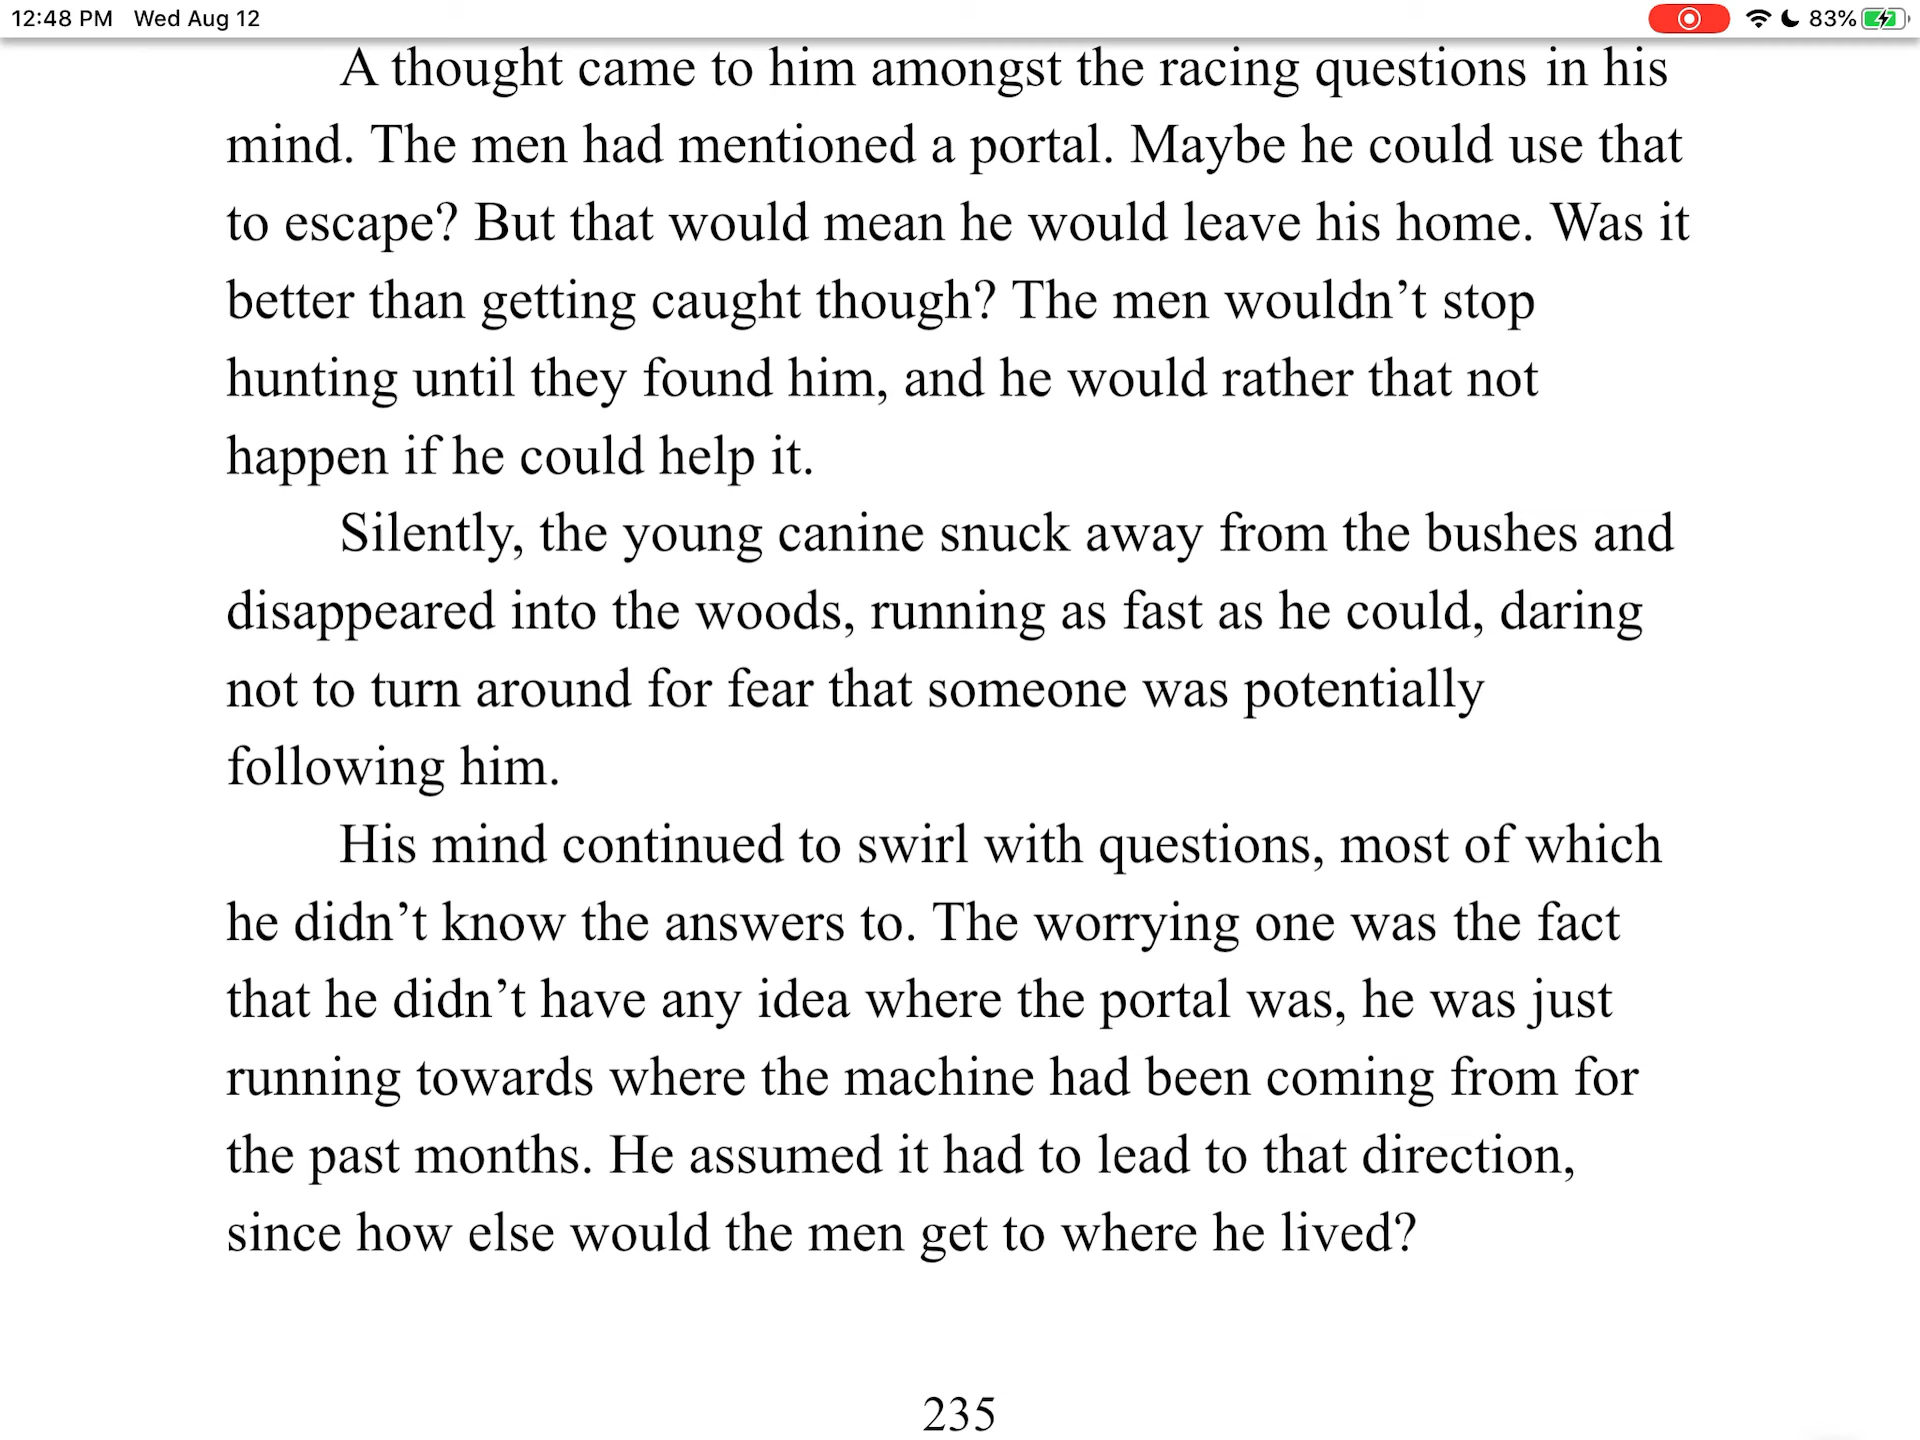 12:48 PM Wed Aug 12 83%
A thought came to him amongst the racing questions in his
mind. The men had mentioned a portal. Maybe he could use that
to escape? But that would mean he would leave his home. Was it
better than getting caught though? The men wouldn’t stop
hunting until they found him, and he would rather that not
happen if he could help it.
Silently, the young canine snuck away from the bushes and
disappeared into the woods, running as fast as he could, daring
not to turn around for fear that someone was potentially
following him.
His mind continued to swirl with questions, most of which
he didn’t know the answers to. The worrying one was the fact
that he didn’t have any idea where the portal was, he was just
running towards where the machine had been coming from for
the past months. He assumed it had to lead to that direction,
since how else would the men get to where he lived?
235